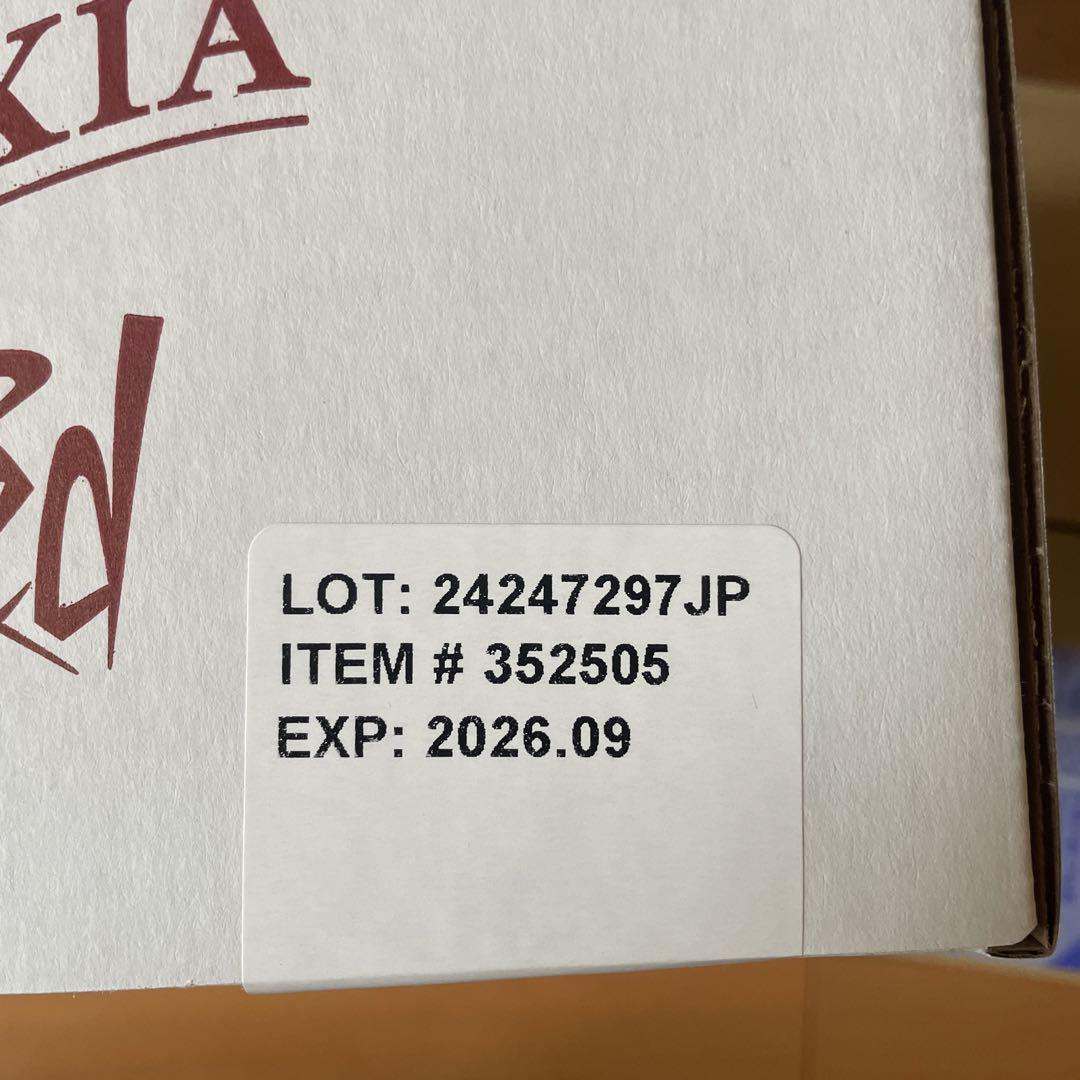 XIA
LOT: 24247297JP
ITEM # 352505
EXP: 2026.09